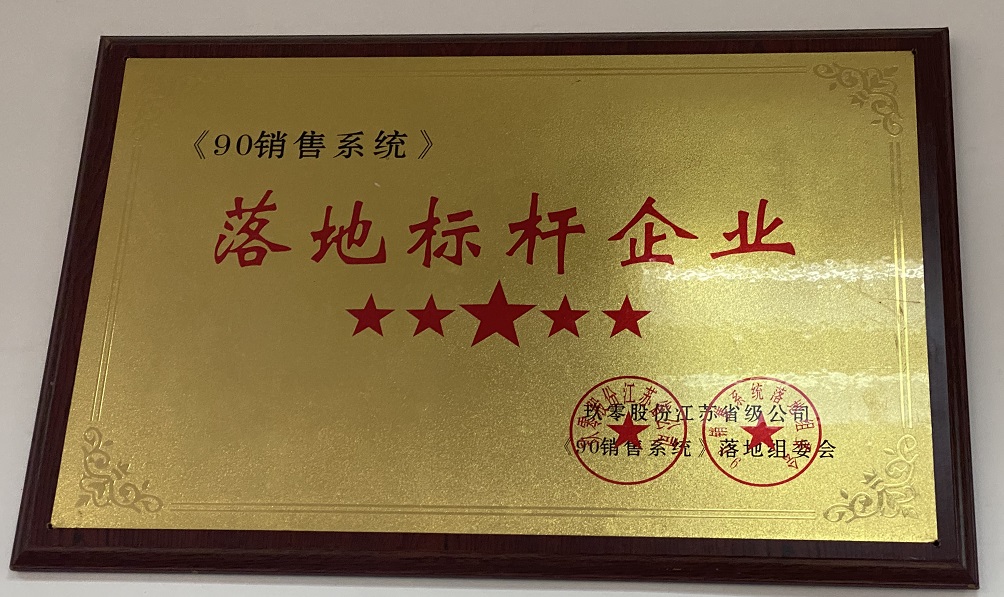 《90销售系统》
落地标杆企业
玖零股份江苏省级公司
《90销售系统》落地组委会